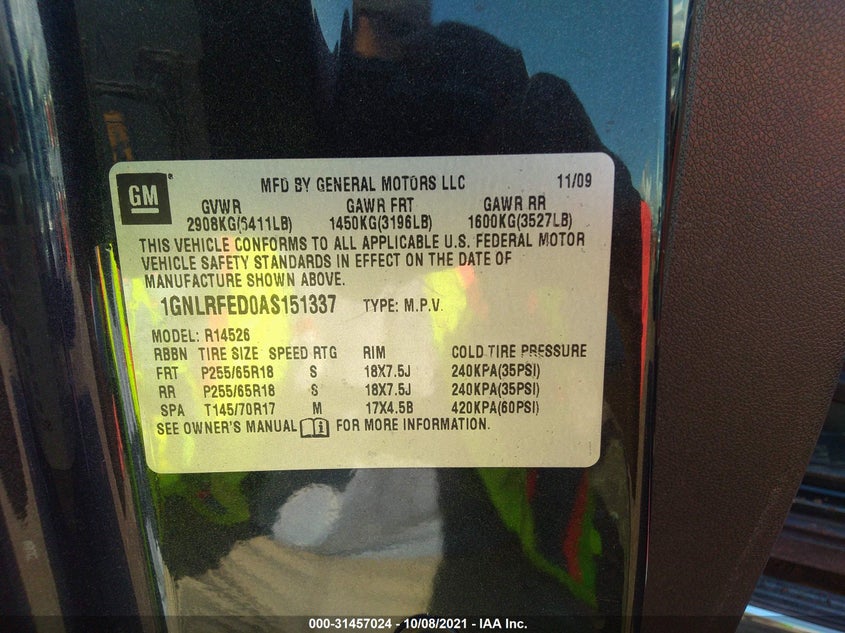 GM ® MFD BY GENERAL MOTORS LLC 11/09
GVWR GAWR FRT GAWR RR
2908KG(6411LB) 1450KG(3196LB) 1600KG(3527LB)
THIS VEHICLE CONFORMS TO ALL APPLICABLE U.S. FEDERAL MOTOR
VEHICLE SAFETY STANDARDS IN EFFECT ON THE DATE OF
MANUFACTURE SHOWN ABOVE.
1GNLRFED0AS151337 TYPE: M.P.V.
MODEL: R14526
RBBN TIRE SIZE SPEED RTG RIM COLD TIRE PRESSURE
FRT P255/65R18 S 18X7.5J 240KPA(35PSI)
RR P255/65R18 S 18X7.5J 240KPA(35PSI)
SPA T145/70R17 M 17X4.5B 420KPA(60PSI)
SEE OWNER'S MANUAL i FOR MORE INFORMATION.
000-31457024 - 10/08/2021 - IAA Inc.